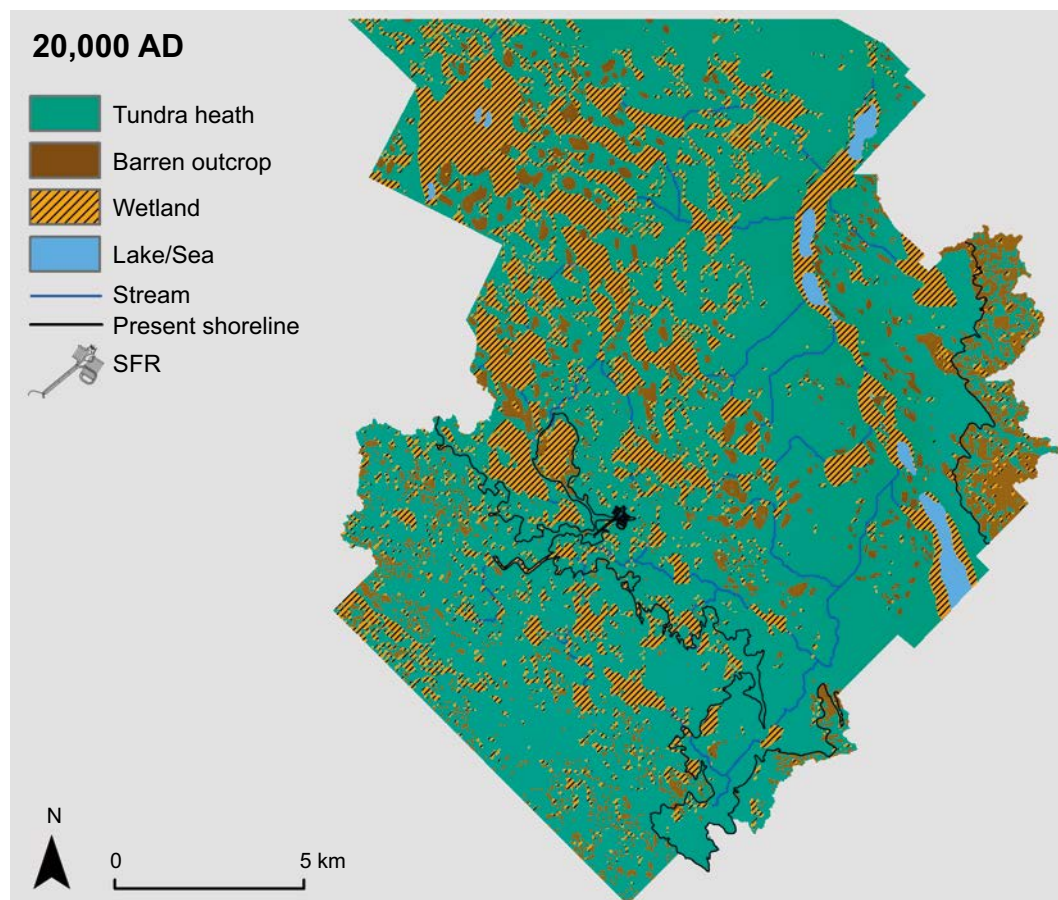 20,000 AD
Tundra heath
Barren outcrop
Wetland
Lake/Sea
Stream
Present shoreline
SFR
N
0 5 km